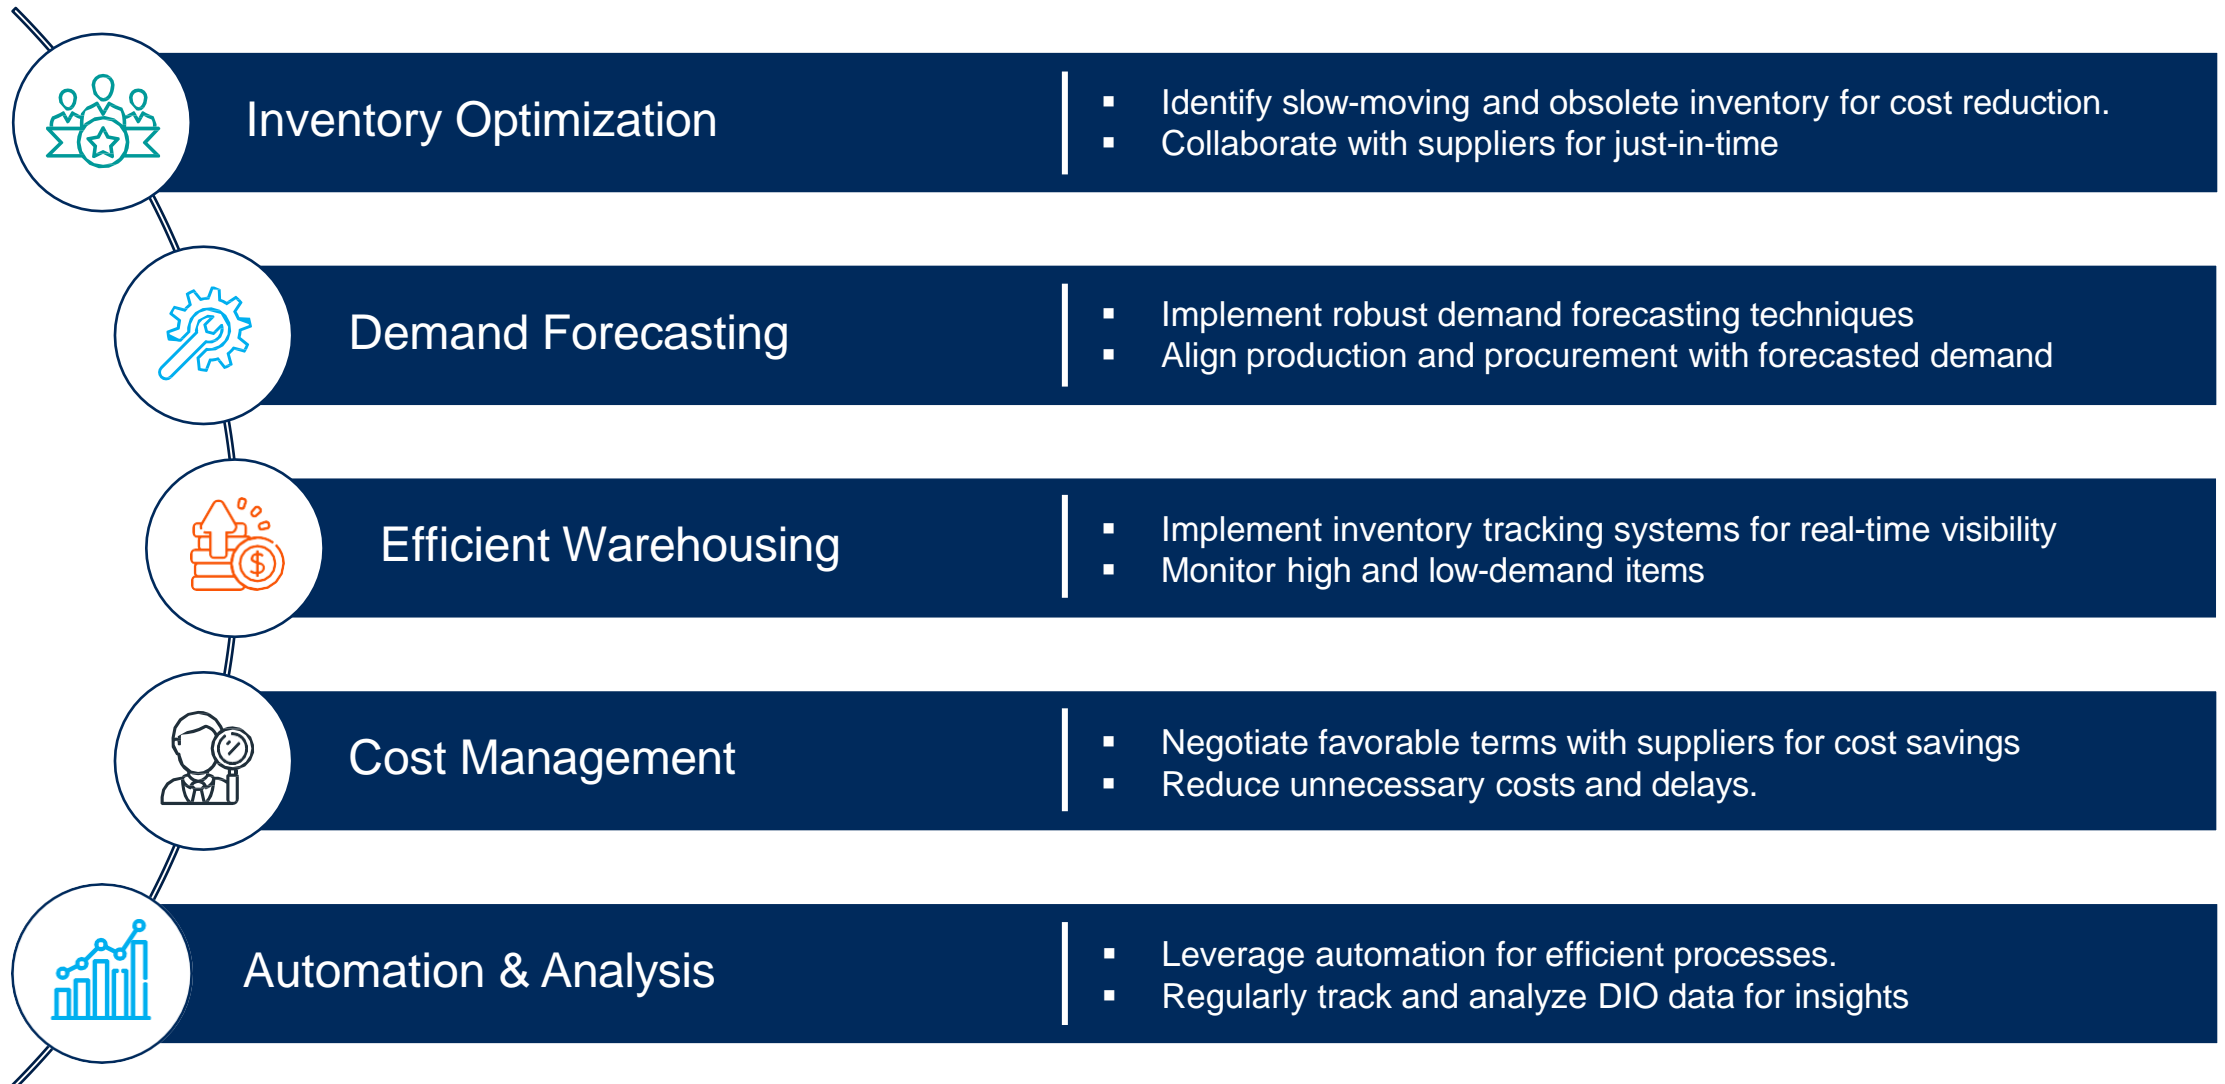 Inventory Optimization
▪ Identify slow-moving and obsolete inventory for cost reduction.
▪ Collaborate with suppliers for just-in-time
Demand Forecasting
▪ Implement robust demand forecasting techniques
▪ Align production and procurement with forecasted demand
Efficient Warehousing
▪ Implement inventory tracking systems for real-time visibility
▪ Monitor high and low-demand items
$
Cost Management
▪ Negotiate favorable terms with suppliers for cost savings
▪ Reduce unnecessary costs and delays.
Automation & Analysis
▪ Leverage automation for efficient processes.
▪ Regularly track and analyze DIO data for insights